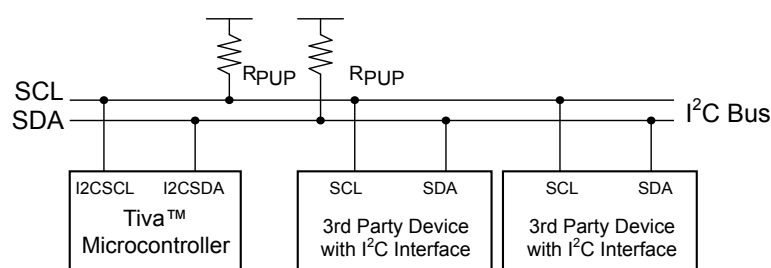 RPUP RPUP
SCL
SDA
I²C Bus
I2CSCL I2CSDA
Tiva™
Microcontroller
SCL SDA
3rd Party Device
with I²C Interface
SCL SDA
3rd Party Device
with I²C Interface